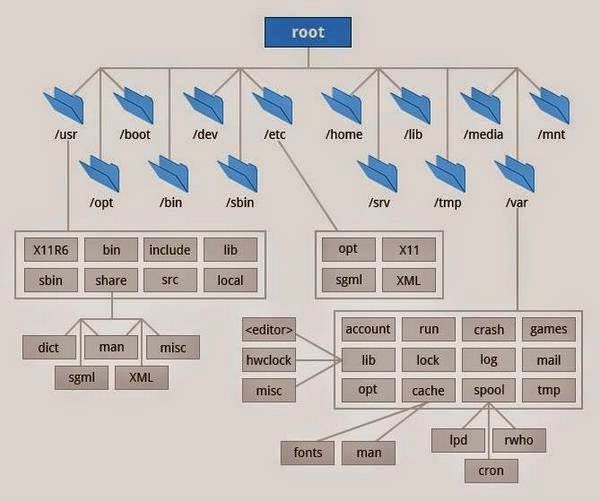 root
/usr
/boot
/dev
/etc
/home
/lib
/media
/mnt
/opt
/bin
/sbin
/srv
/tmp
/var
X11R6 bin include lib
sbin share src local
opt X11
sgml XML
dict man misc
sgml XML
<editor>
hwclock
misc
account run crash games
lib lock log mail
opt cache spool tmp
fonts man
lpd rwho
cron